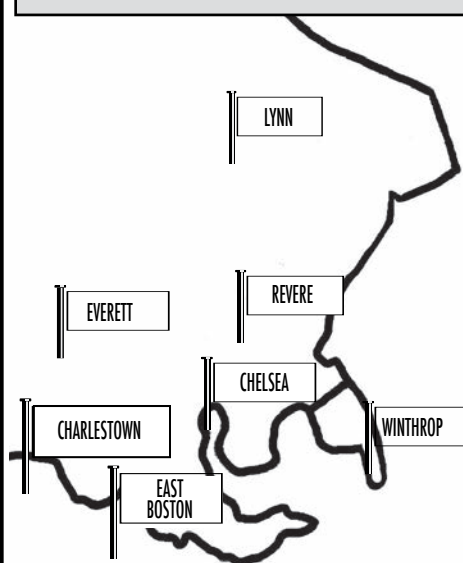 LYNN
REVERE
EVERETT
CHELSEA
CHARLESTOWN
WINTHROP
EAST
BOSTON